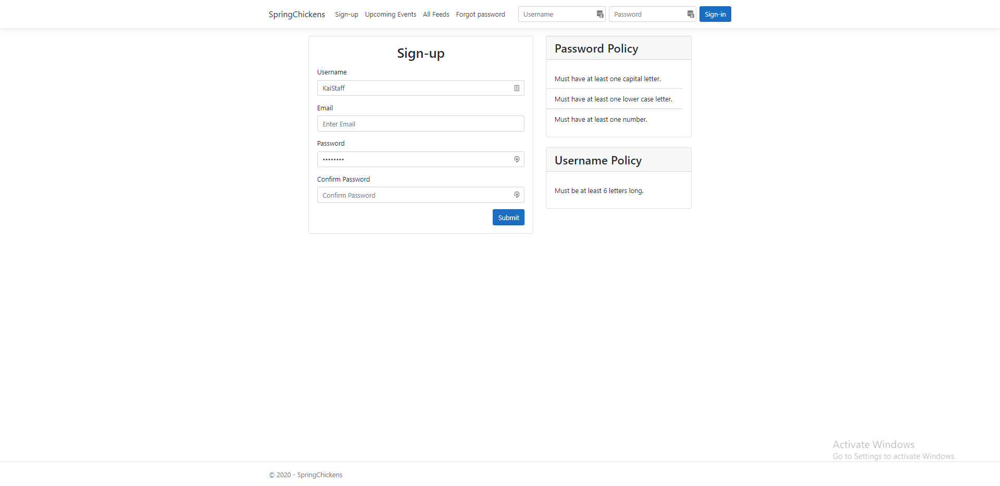 SpringChickens Sign-up Upcoming Events All Feeds Forgot password Username Password Sign-in
Sign-up
Username
KaiStaff
Email
Enter Email
Password
••••••••
Confirm Password
Confirm Password
Submit
Password Policy
Must have at least one capital letter.
Must have at least one lower case letter.
Must have at least one number.
Username Policy
Must be at least 6 letters long.
Activate Windows
Go to Settings to activate Windows.
© 2020 - SpringChickens